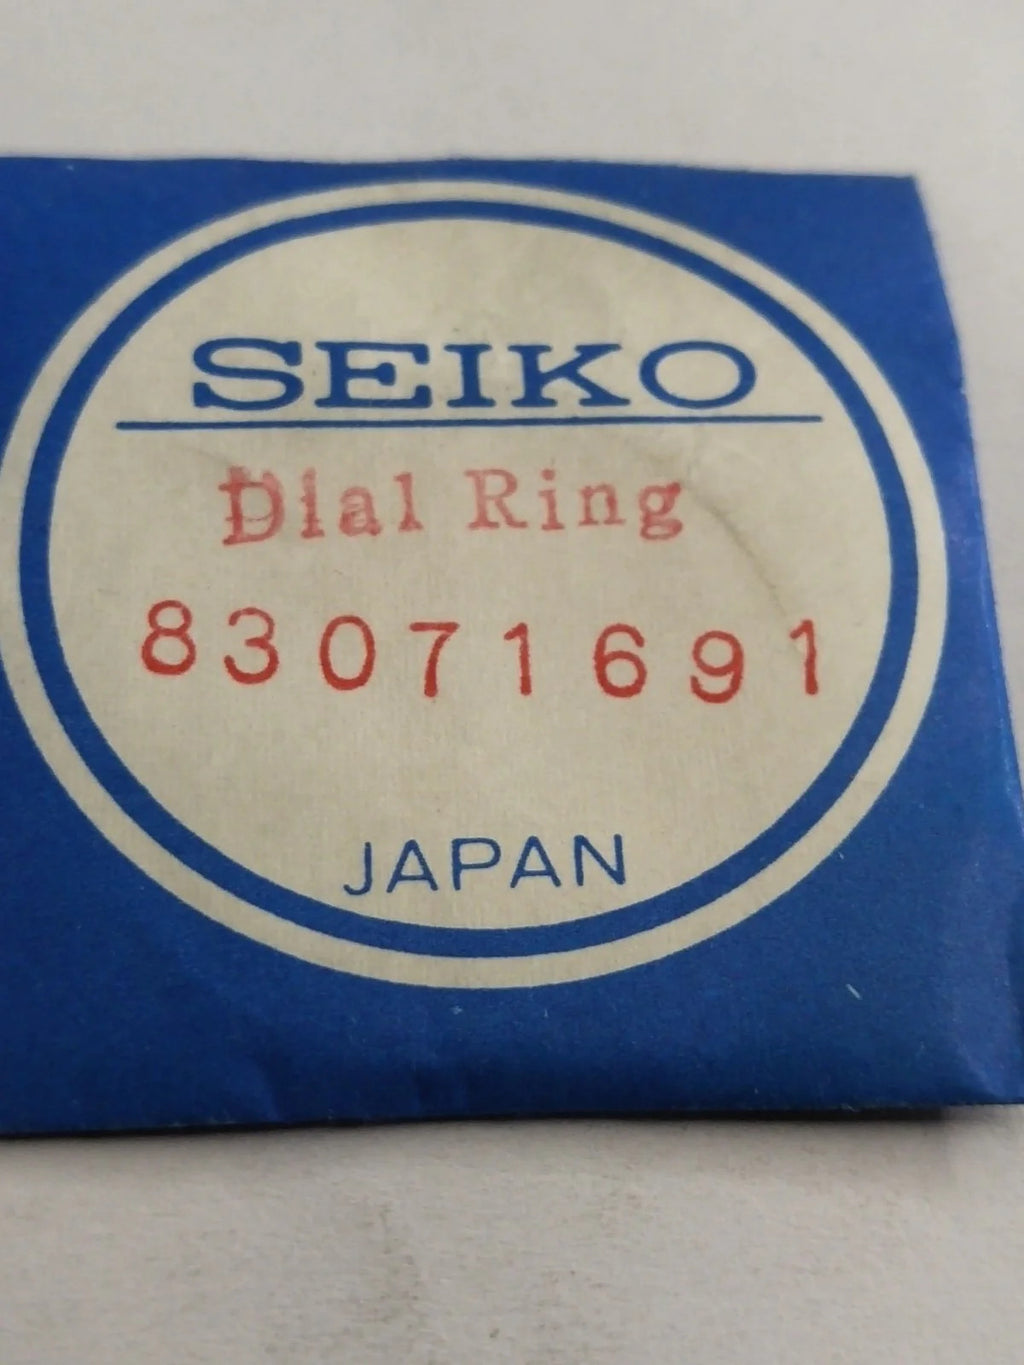 SEIKO
Dial Ring
83071691
JAPAN